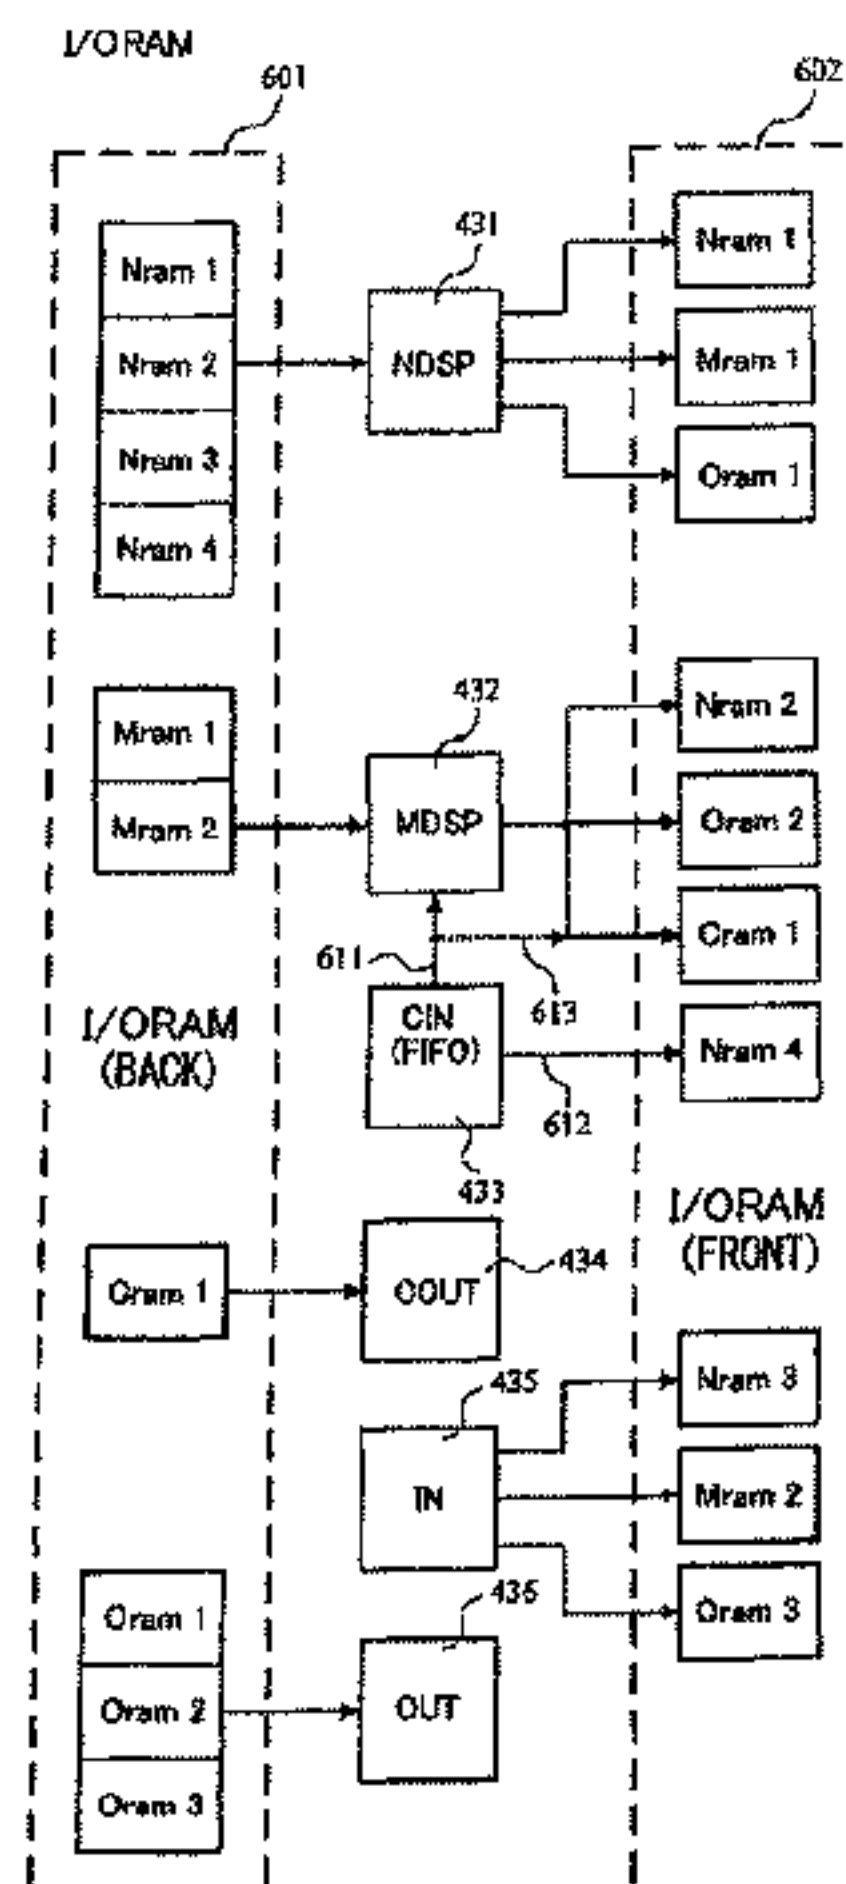 I/ORAM
601
602
Nram 1
Nram 2
Nram 3
Nram 4
431
NDSP
Nram 1
Mram 1
Oram 1
Mram 1
Mram 2
432
MDSP
Nram 2
Oram 2
Cram 1
611
613
CIN
(FIFO)
Nram 4
612
433
I/ORAM
(BACK)
I/ORAM
(FRONT)
Cram 1
COUT
434
435
IN
Nram 3
Mram 2
Oram 3
Oram 1
Oram 2
Oram 3
436
OUT